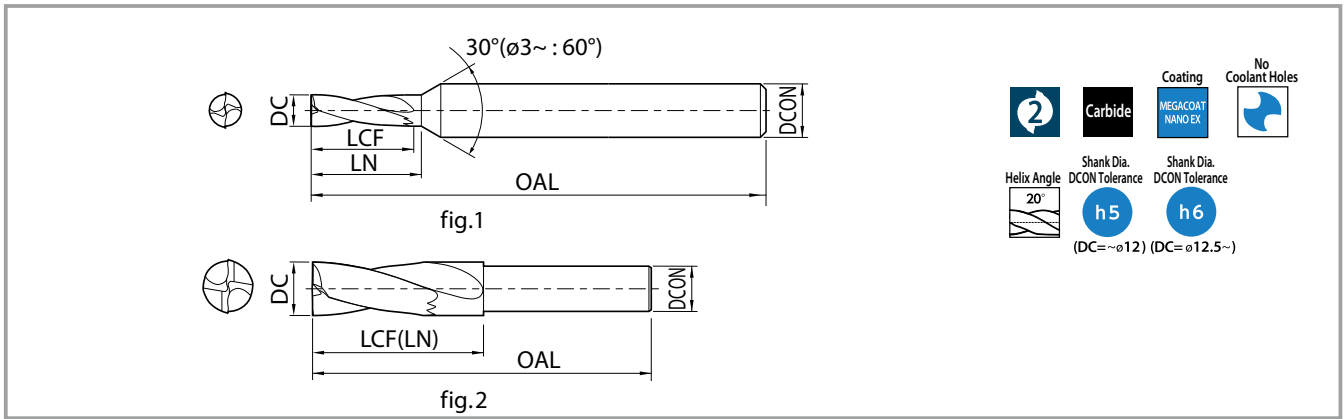 30°(ø3~ : 60°)
DC
LCF
LN
OAL
DCON
fig.1
DC
LCF(LN)
OAL
DCON
fig.2
2
Carbide
Coating
MEGACOAT
NANO EX
No
Coolant Holes
Helix Angle
20°
Shank Dia.
DCON Tolerance
h5
(DC=~ø12)
Shank Dia.
DCON Tolerance
h6
(DC= ø12.5~)